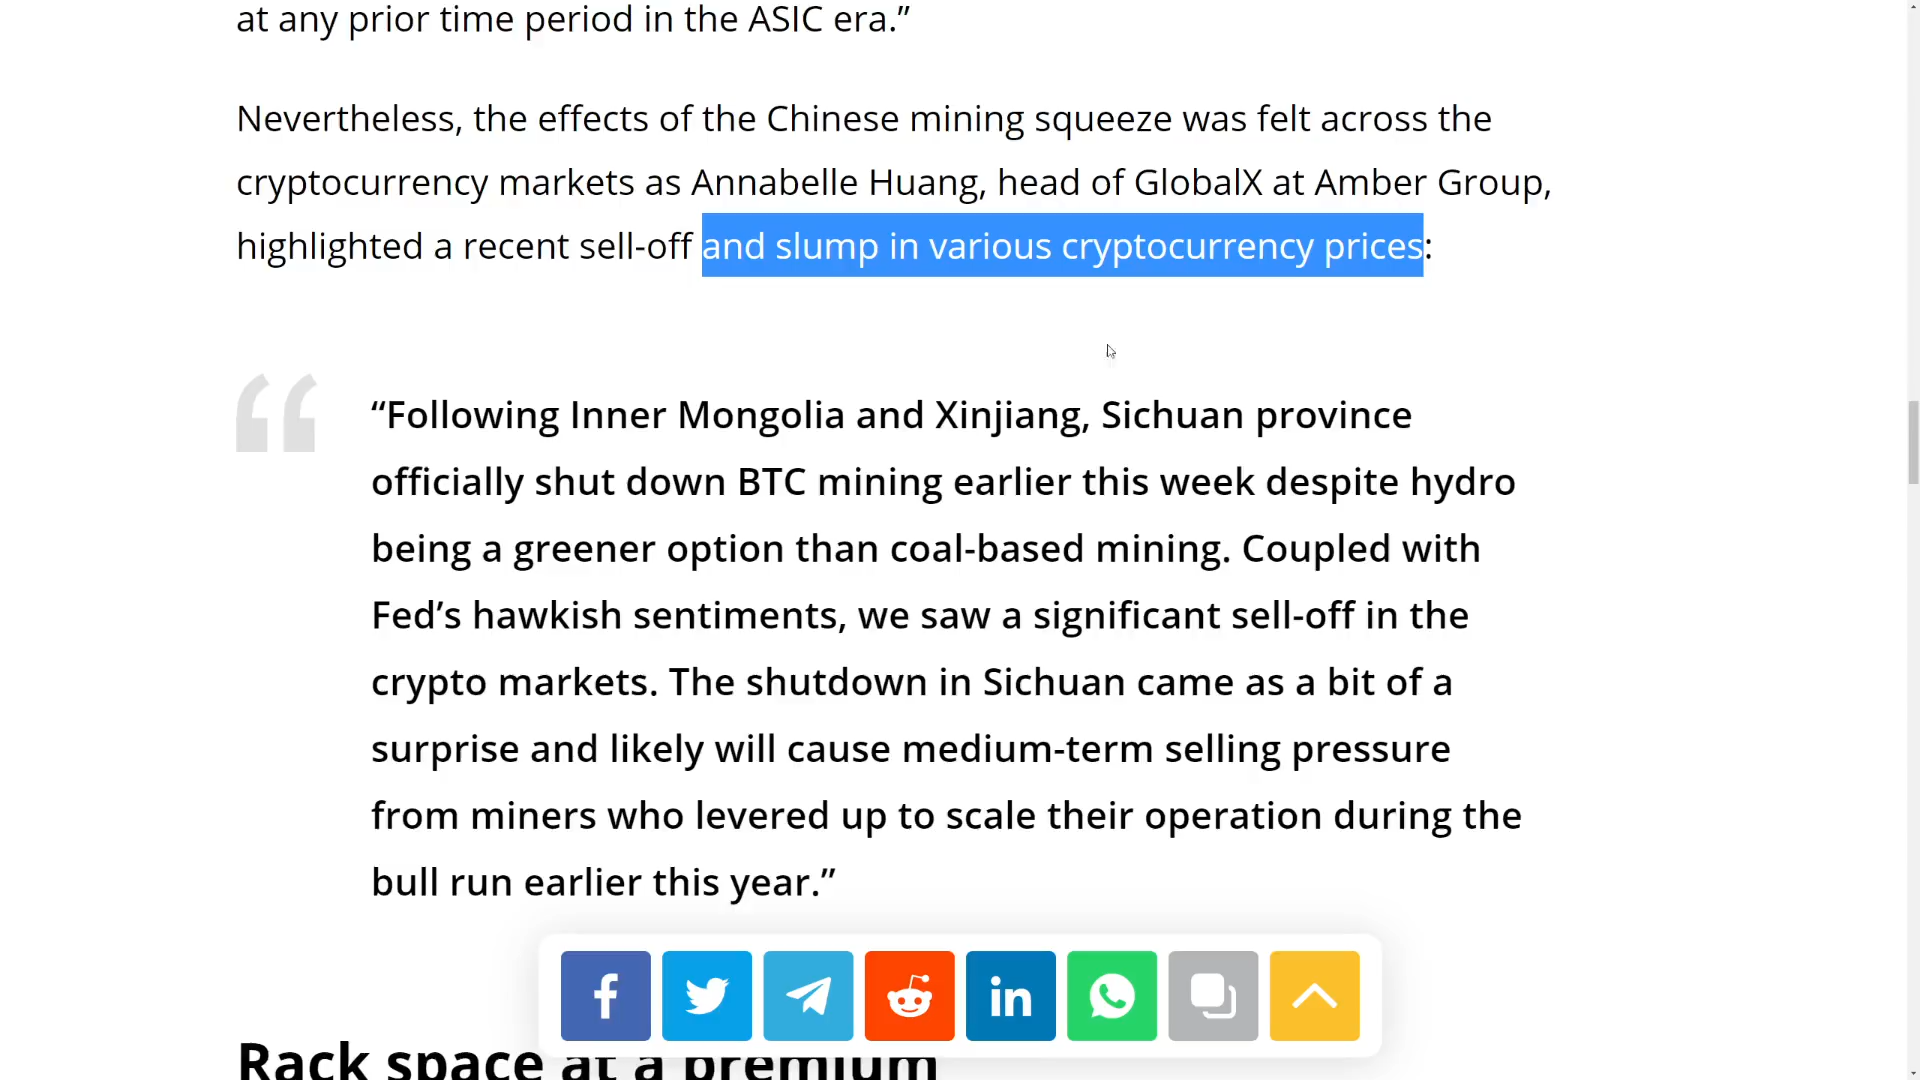 at any prior time period in the ASIC era.”
Nevertheless, the effects of the Chinese mining squeeze was felt across the
cryptocurrency markets as Annabelle Huang, head of GlobalX at Amber Group,
highlighted a recent sell-off and slump in various cryptocurrency prices:
“Following Inner Mongolia and Xinjiang, Sichuan province
officially shut down BTC mining earlier this week despite hydro
being a greener option than coal-based mining. Coupled with
Fed’s hawkish sentiments, we saw a significant sell-off in the
crypto markets. The shutdown in Sichuan came as a bit of a
surprise and likely will cause medium-term selling pressure
from miners who levered up to scale their operation during the
bull run earlier this year.”
Rack space at a premium